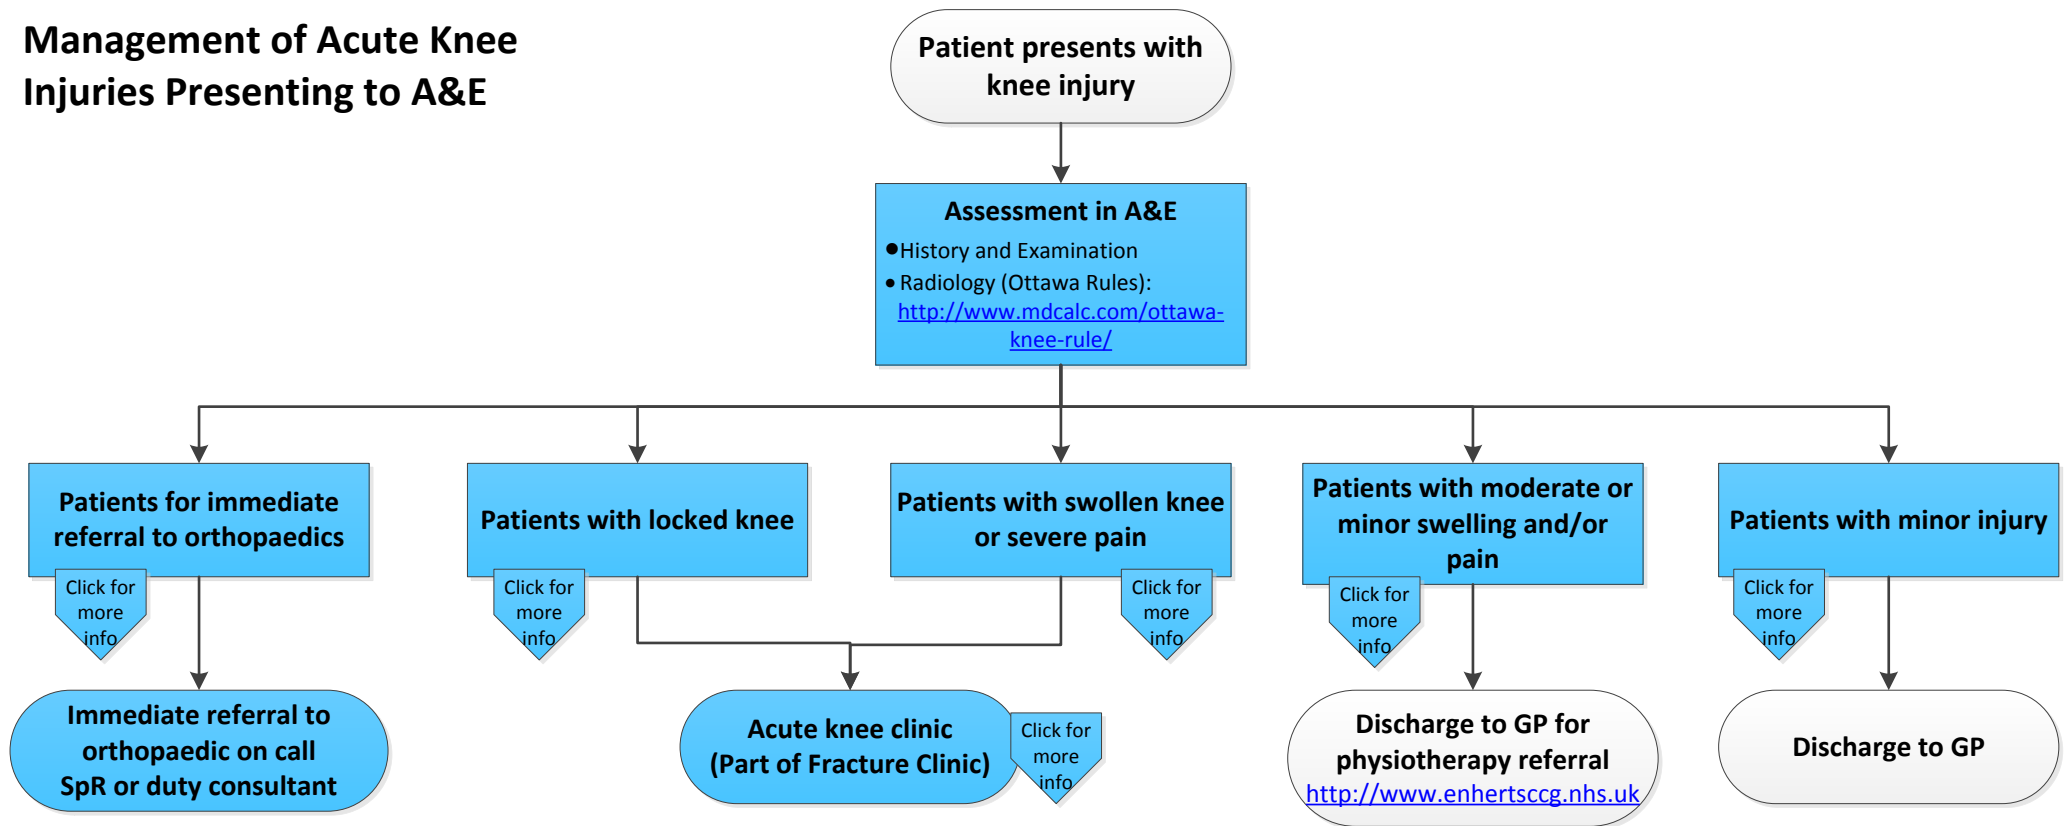 Management of Acute Knee
Injuries Presenting to A&E
Patient presents with
knee injury
Assessment in A&E
•History and Examination
• Radiology (Ottawa Rules):
http://www.mdcalc.com/ottawa-
knee-rule/
Patients for immediate
referral to orthopaedics
Click for
more
info
Patients with locked knee
Click for
more
info
Patients with swollen knee
or severe pain
Click for
more
info
Patients with moderate or
minor swelling and/or
pain
Click for
more
info
Patients with minor injury
Click for
more
info
Immediate referral to
orthopaedic on call
SpR or duty consultant
Acute knee clinic
(Part of Fracture Clinic)
Click for
more
info
Discharge to GP for
physiotherapy referral
http://www.enhertsccg.nhs.uk
Discharge to GP